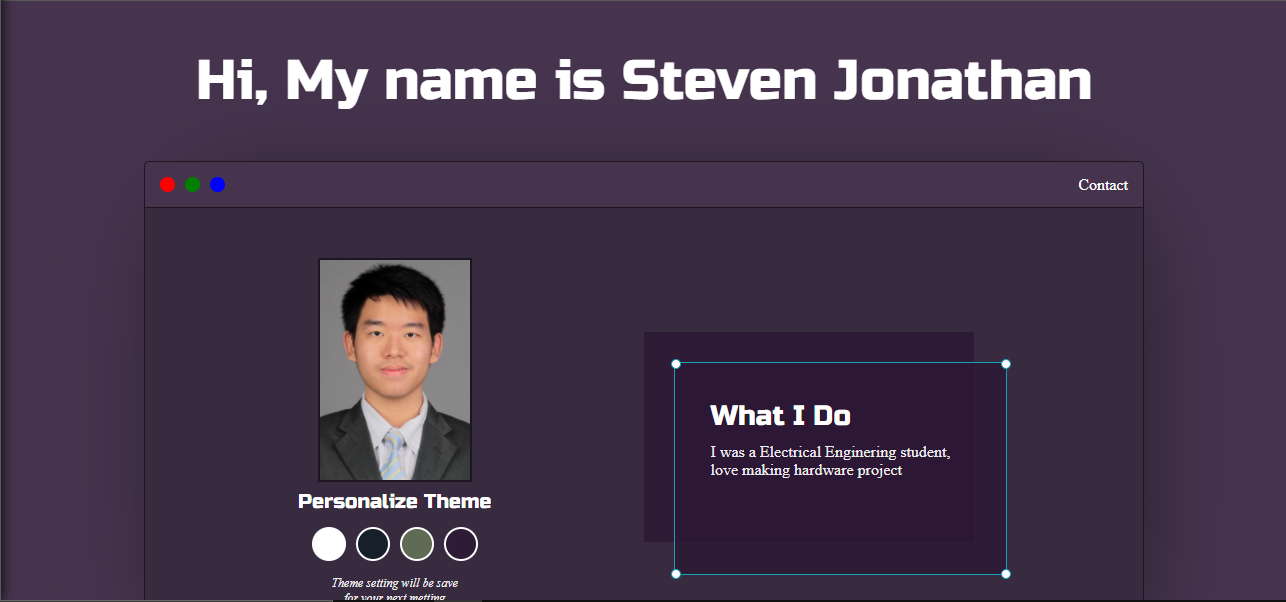 Hi, My name is Steven Jonathan
Contact
Personalize Theme
Theme setting will be save
for your next metting
What I Do
I was a Electrical Enginering student,
love making hardware project